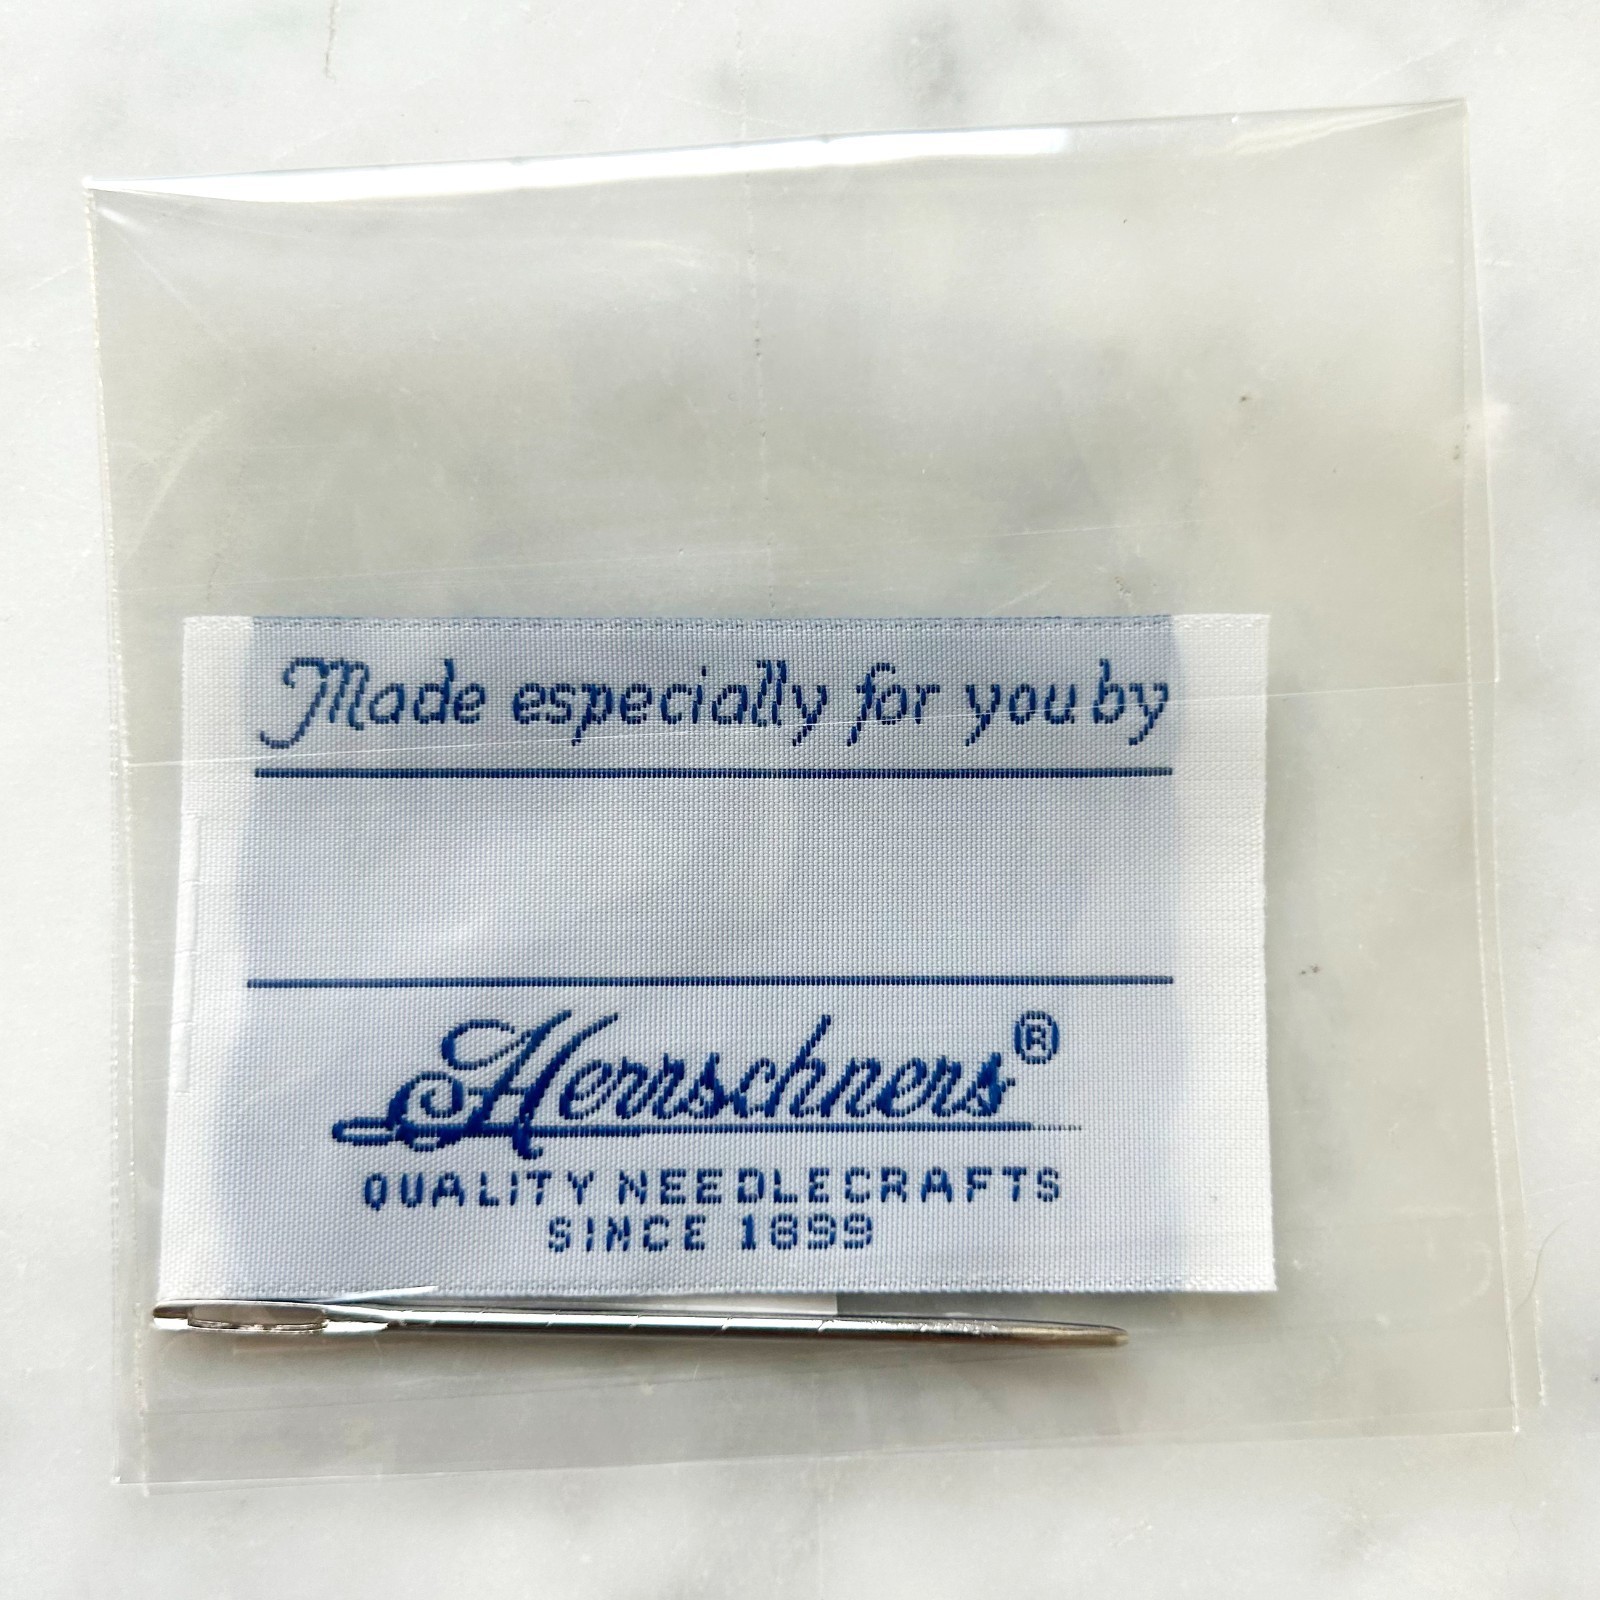 Made especially for you by
Herrschners®
QUALITY NEEDLECRAFTS
SINCE 1899